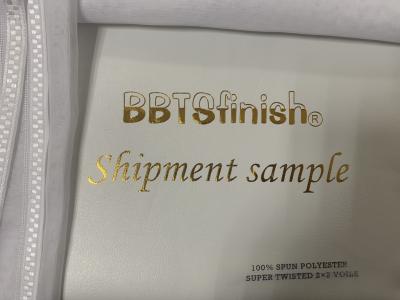 BBTSfinish®
Shipment sample
100% SPUN POLYESTER
SUPER TWISTED 2×2 VOILE